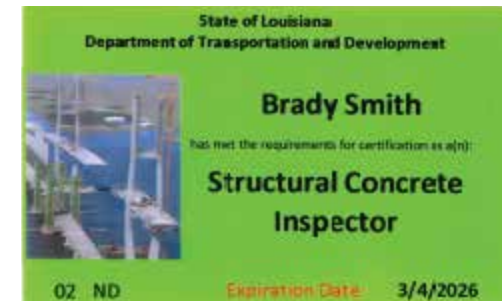 State of Louisiana
Department of Transportation and Development
Brady Smith
has met the requirements for certification as a(n):
Structural Concrete
Inspector
02 ND
Expiration Date: 3/4/2026